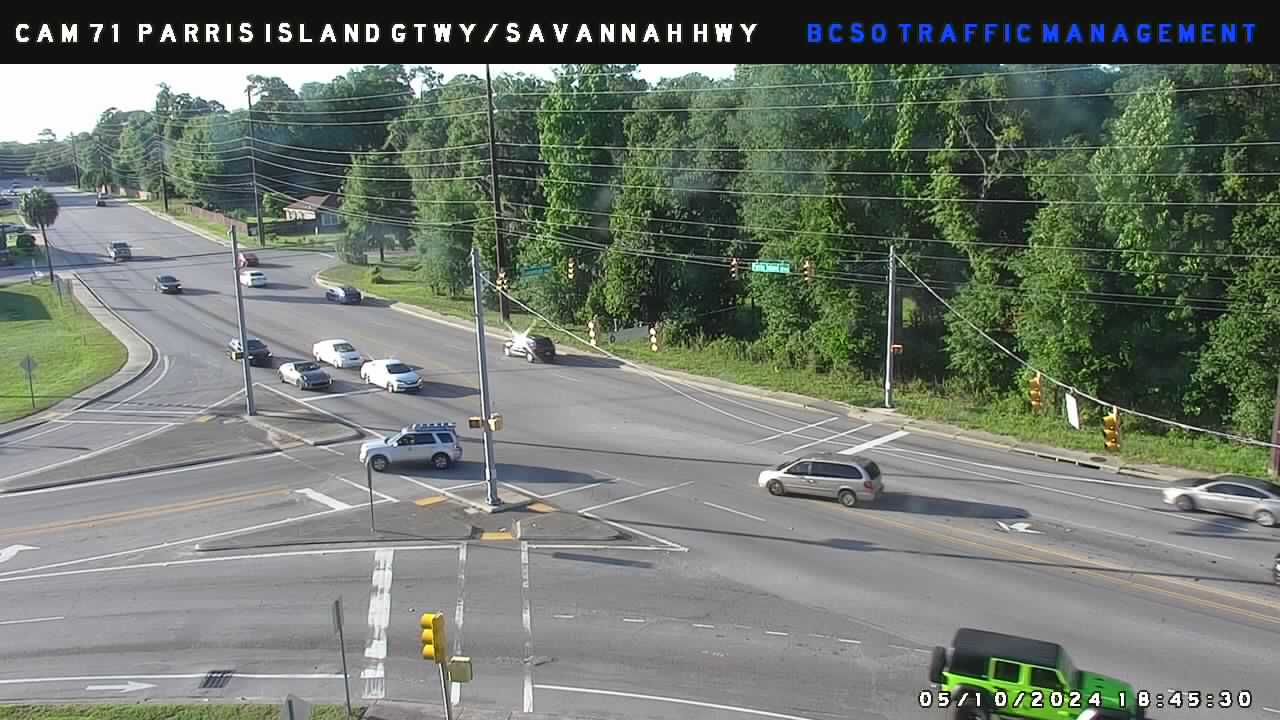 CAM 71 PARRIS ISLAND GTWY/SAVANNAH HWY BCSO TRAFFIC MANAGEMENT
05/10/2024 18:45:30